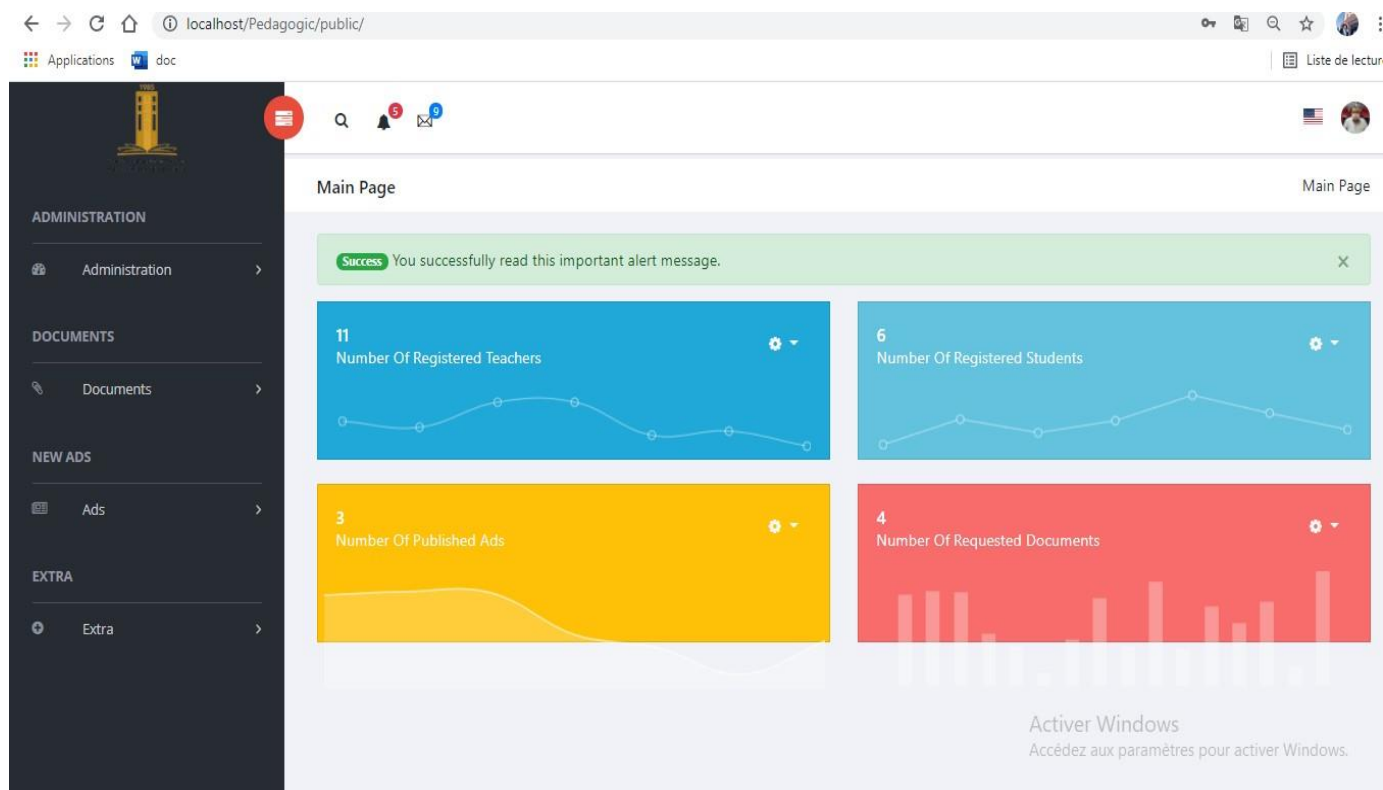 localhost/Pedagogic/public/
Applications doc Liste de lecture
1985
5 9
Main Page Main Page
ADMINISTRATION
Administration
Success You successfully read this important alert message.
DOCUMENTS
Documents
11
Number Of Registered Teachers
6
Number Of Registered Students
NEW ADS
Ads
3
Number Of Published Ads
4
Number Of Requested Documents
EXTRA
Extra
Activer Windows
Accédez aux paramètres pour activer Windows.